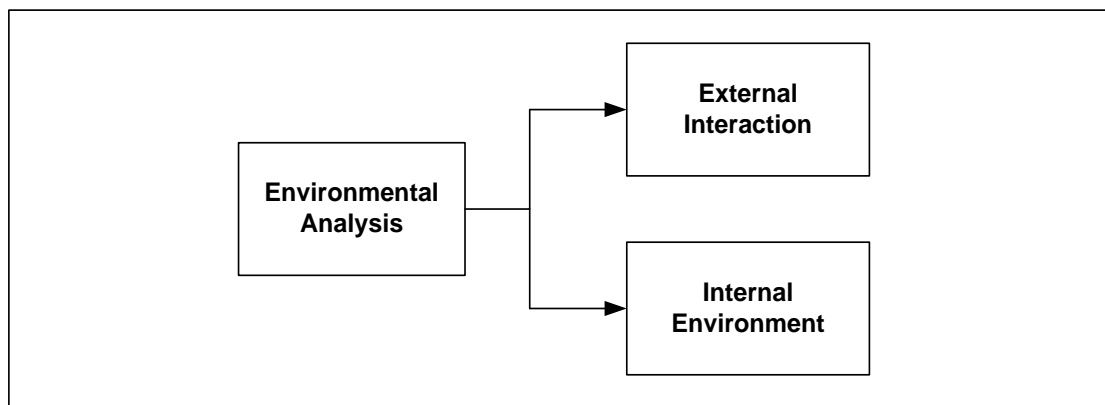 Environmental
Analysis
External
Interaction
Internal
Environment